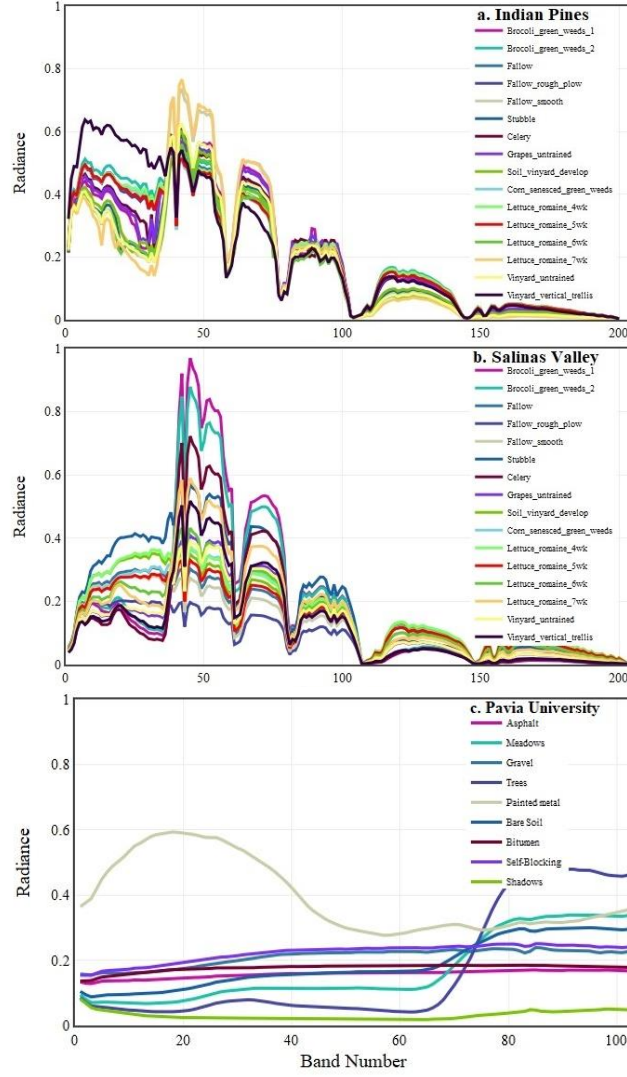 1
a. Indian Pines
Brocoli_green_weeds_1
Brocoli_green_weeds_2
Fallow
Fallow_rough_plow
Fallow_smooth
Stubble
Celery
Grapes_untrained
Soil_vinyard_develop
Corn_senesced_green_weeds
Lettuce_romaine_4wk
Lettuce_romaine_5wk
Lettuce_romaine_6wk
Lettuce_romaine_7wk
Vinyard_untrained
Vinyard_vertical_trellis
0.8
0.6
0.4
0.2
0
Radiance
0 50 100 150 200
1
b. Salinas Valley
Brocoli_green_weeds_1
Brocoli_green_weeds_2
Fallow
Fallow_rough_plow
Fallow_smooth
Stubble
Celery
Grapes_untrained
Soil_vinyard_develop
Corn_senesced_green_weeds
Lettuce_romaine_4wk
Lettuce_romaine_5wk
Lettuce_romaine_6wk
Lettuce_romaine_7wk
Vinyard_untrained
Vinyard_vertical_trellis
0.8
0.6
0.4
0.2
0
Radiance
0 50 100 150 200
1
c. Pavia University
Asphalt
Meadows
Gravel
Trees
Painted metal
Bare Soil
Bitumen
Self-Blocking
Shadows
0.8
0.6
0.4
0.2
0
Radiance
0 20 40 60 80 100
Band Number